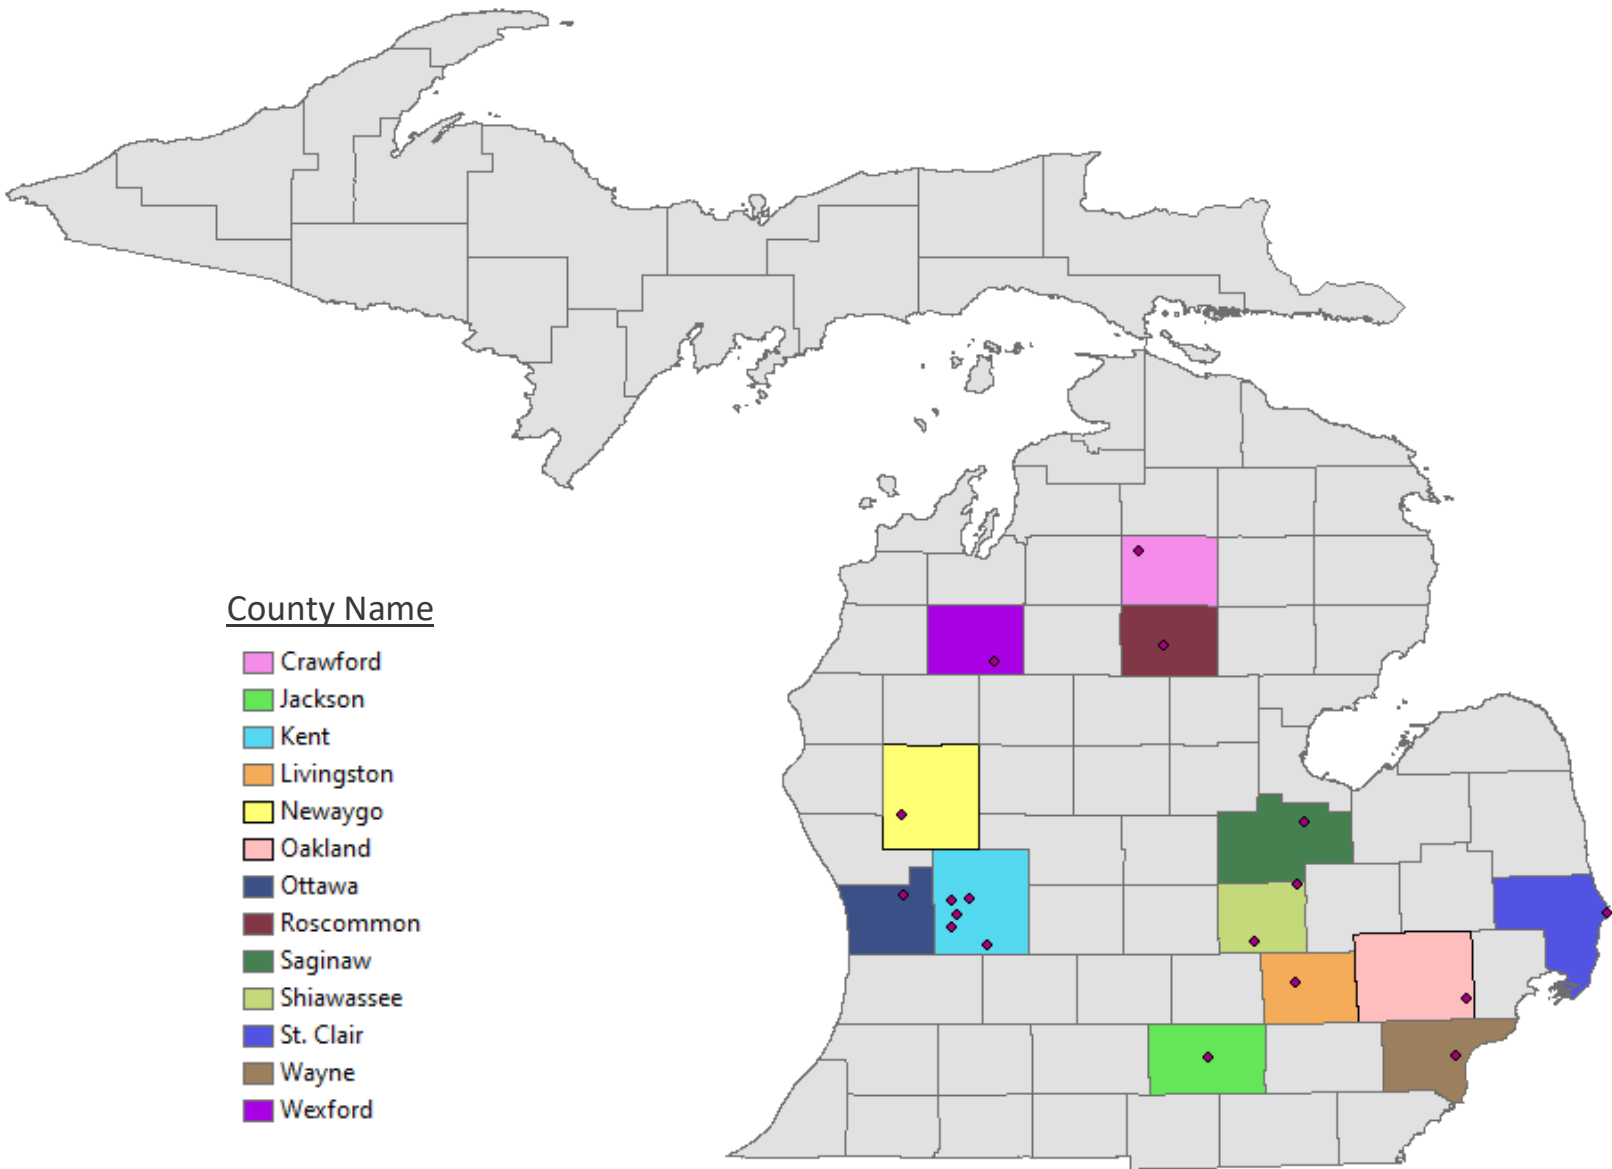 County Name
Crawford
Jackson
Kent
Livingston
Newaygo
Oakland
Ottawa
Roscommon
Saginaw
Shiawassee
St. Clair
Wayne
Wexford